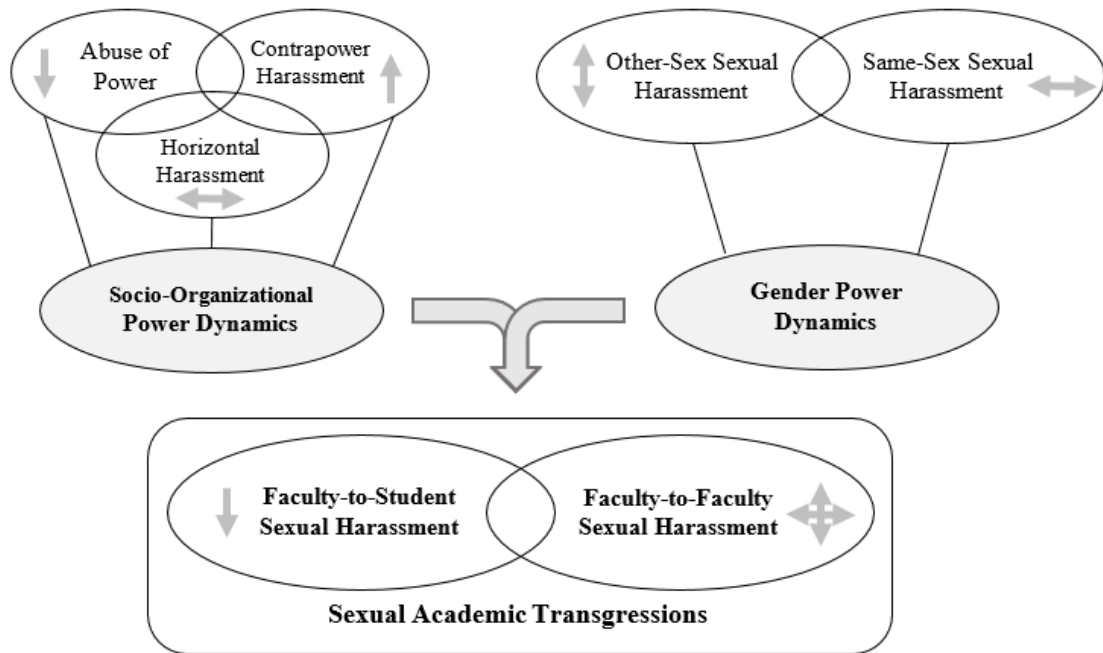 Abuse of
Power
Contrapower
Harassment
Horizontal
Harassment
Other-Sex Sexual
Harassment
Same-Sex Sexual
Harassment
Socio-Organizational
Power Dynamics
Gender Power
Dynamics
Faculty-to-Student
Sexual Harassment
Faculty-to-Faculty
Sexual Harassment
Sexual Academic Transgressions